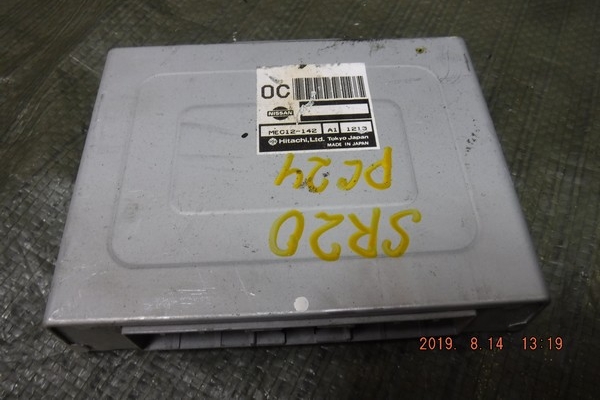 OC
NISSAN
MEC12-142 A1 1213
Hitachi, Ltd. Tokyo Japan
MADE IN JAPAN
PC24
SR20
2019. 8.14 13:19